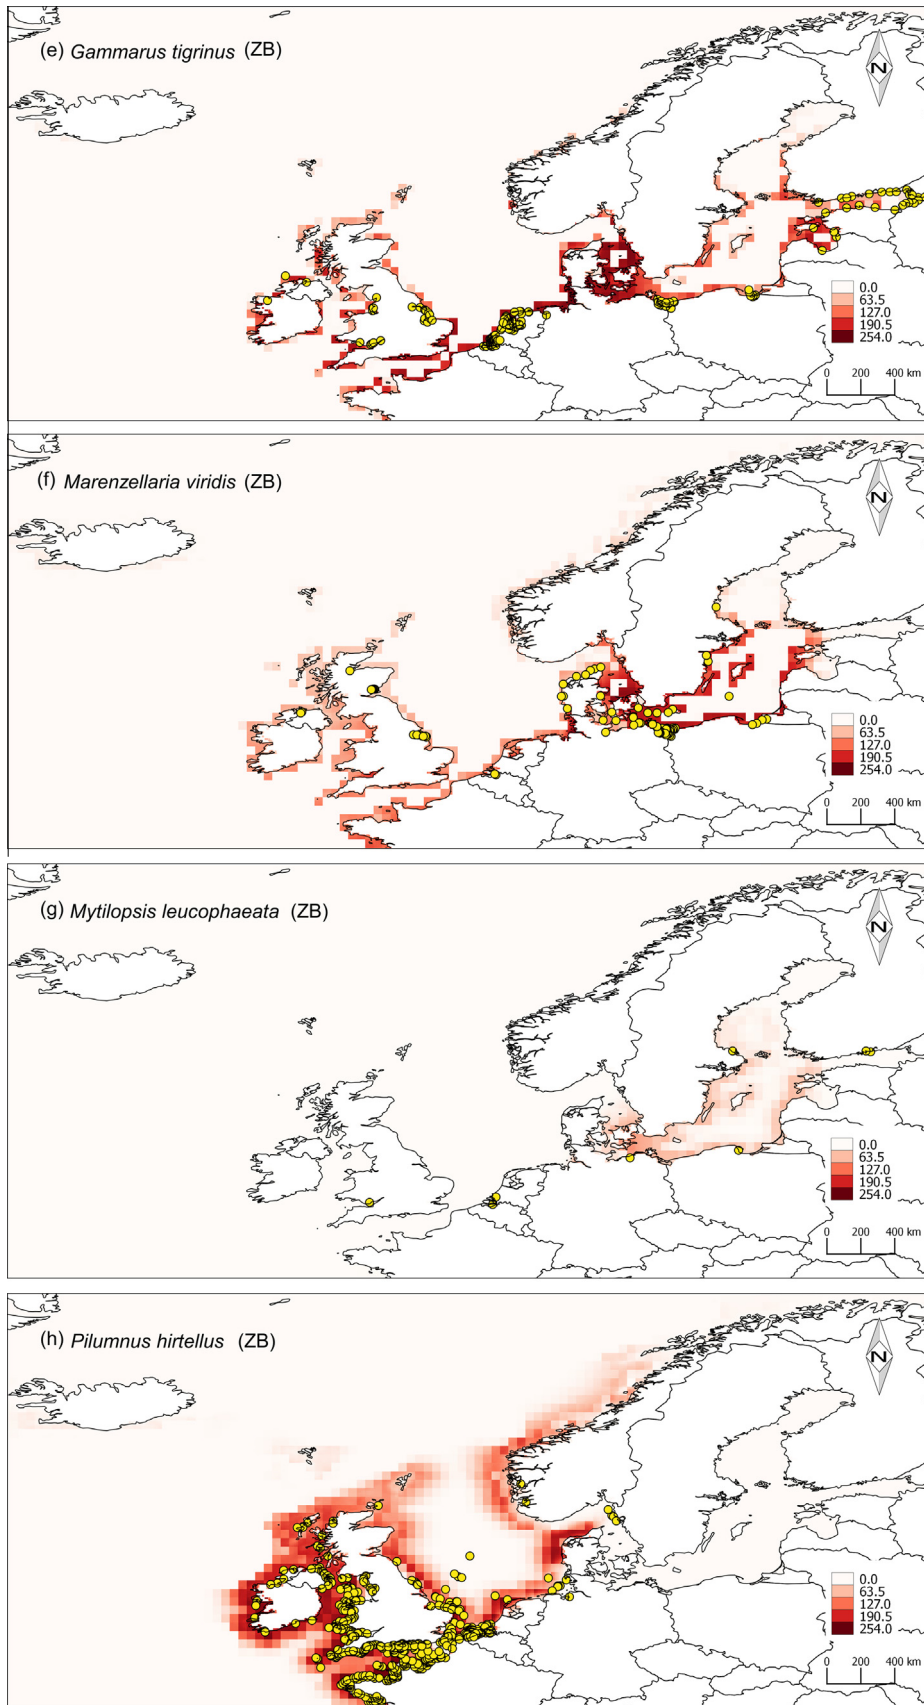 (e) Gammarus tigrinus (ZB)
N
0.0
63.5
127.0
190.5
254.0
0 200 400 km
(f) Marenzellaria viridis (ZB)
N
0.0
63.5
127.0
190.5
254.0
0 200 400 km
(g) Mytilopsis leucophaeata (ZB)
N
0.0
63.5
127.0
190.5
254.0
0 200 400 km
(h) Pilumnus hirtellus (ZB)
N
0.0
63.5
127.0
190.5
254.0
0 200 400 km